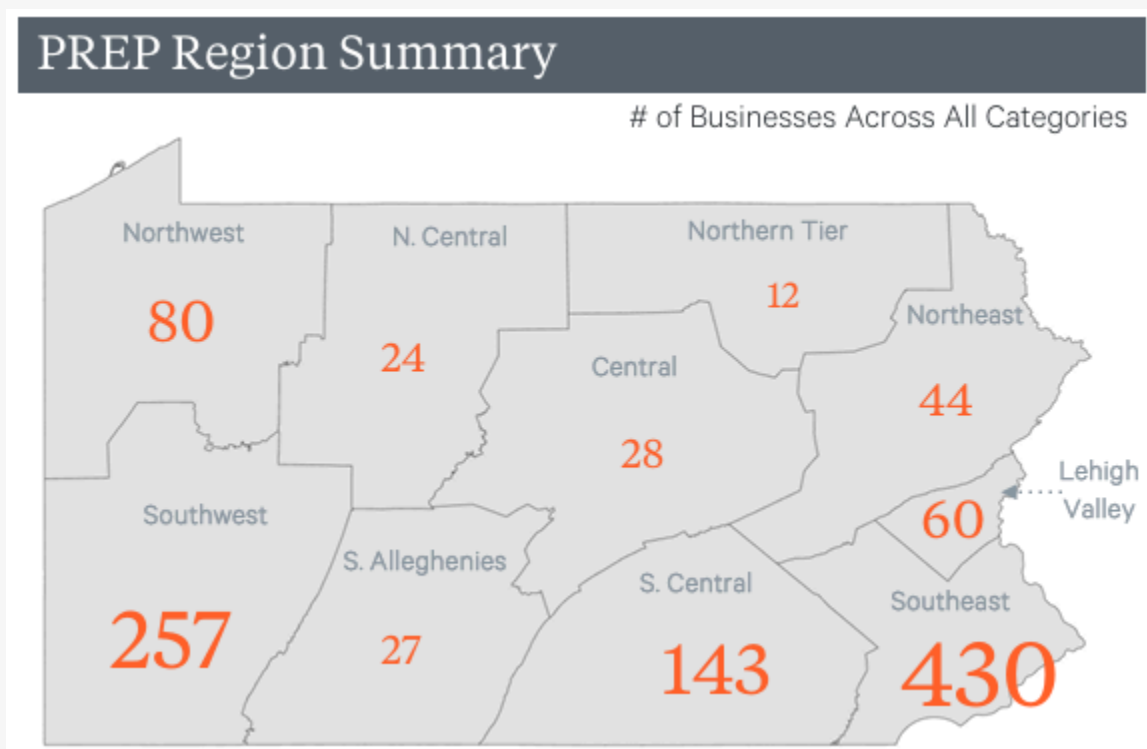 PREP Region Summary
# of Businesses Across All Categories
Northwest
80
N. Central
24
Northern Tier
12
Northeast
44
Central
28
Lehigh
Valley
60
Southwest
257
S. Alleghenies
27
S. Central
143
Southeast
430